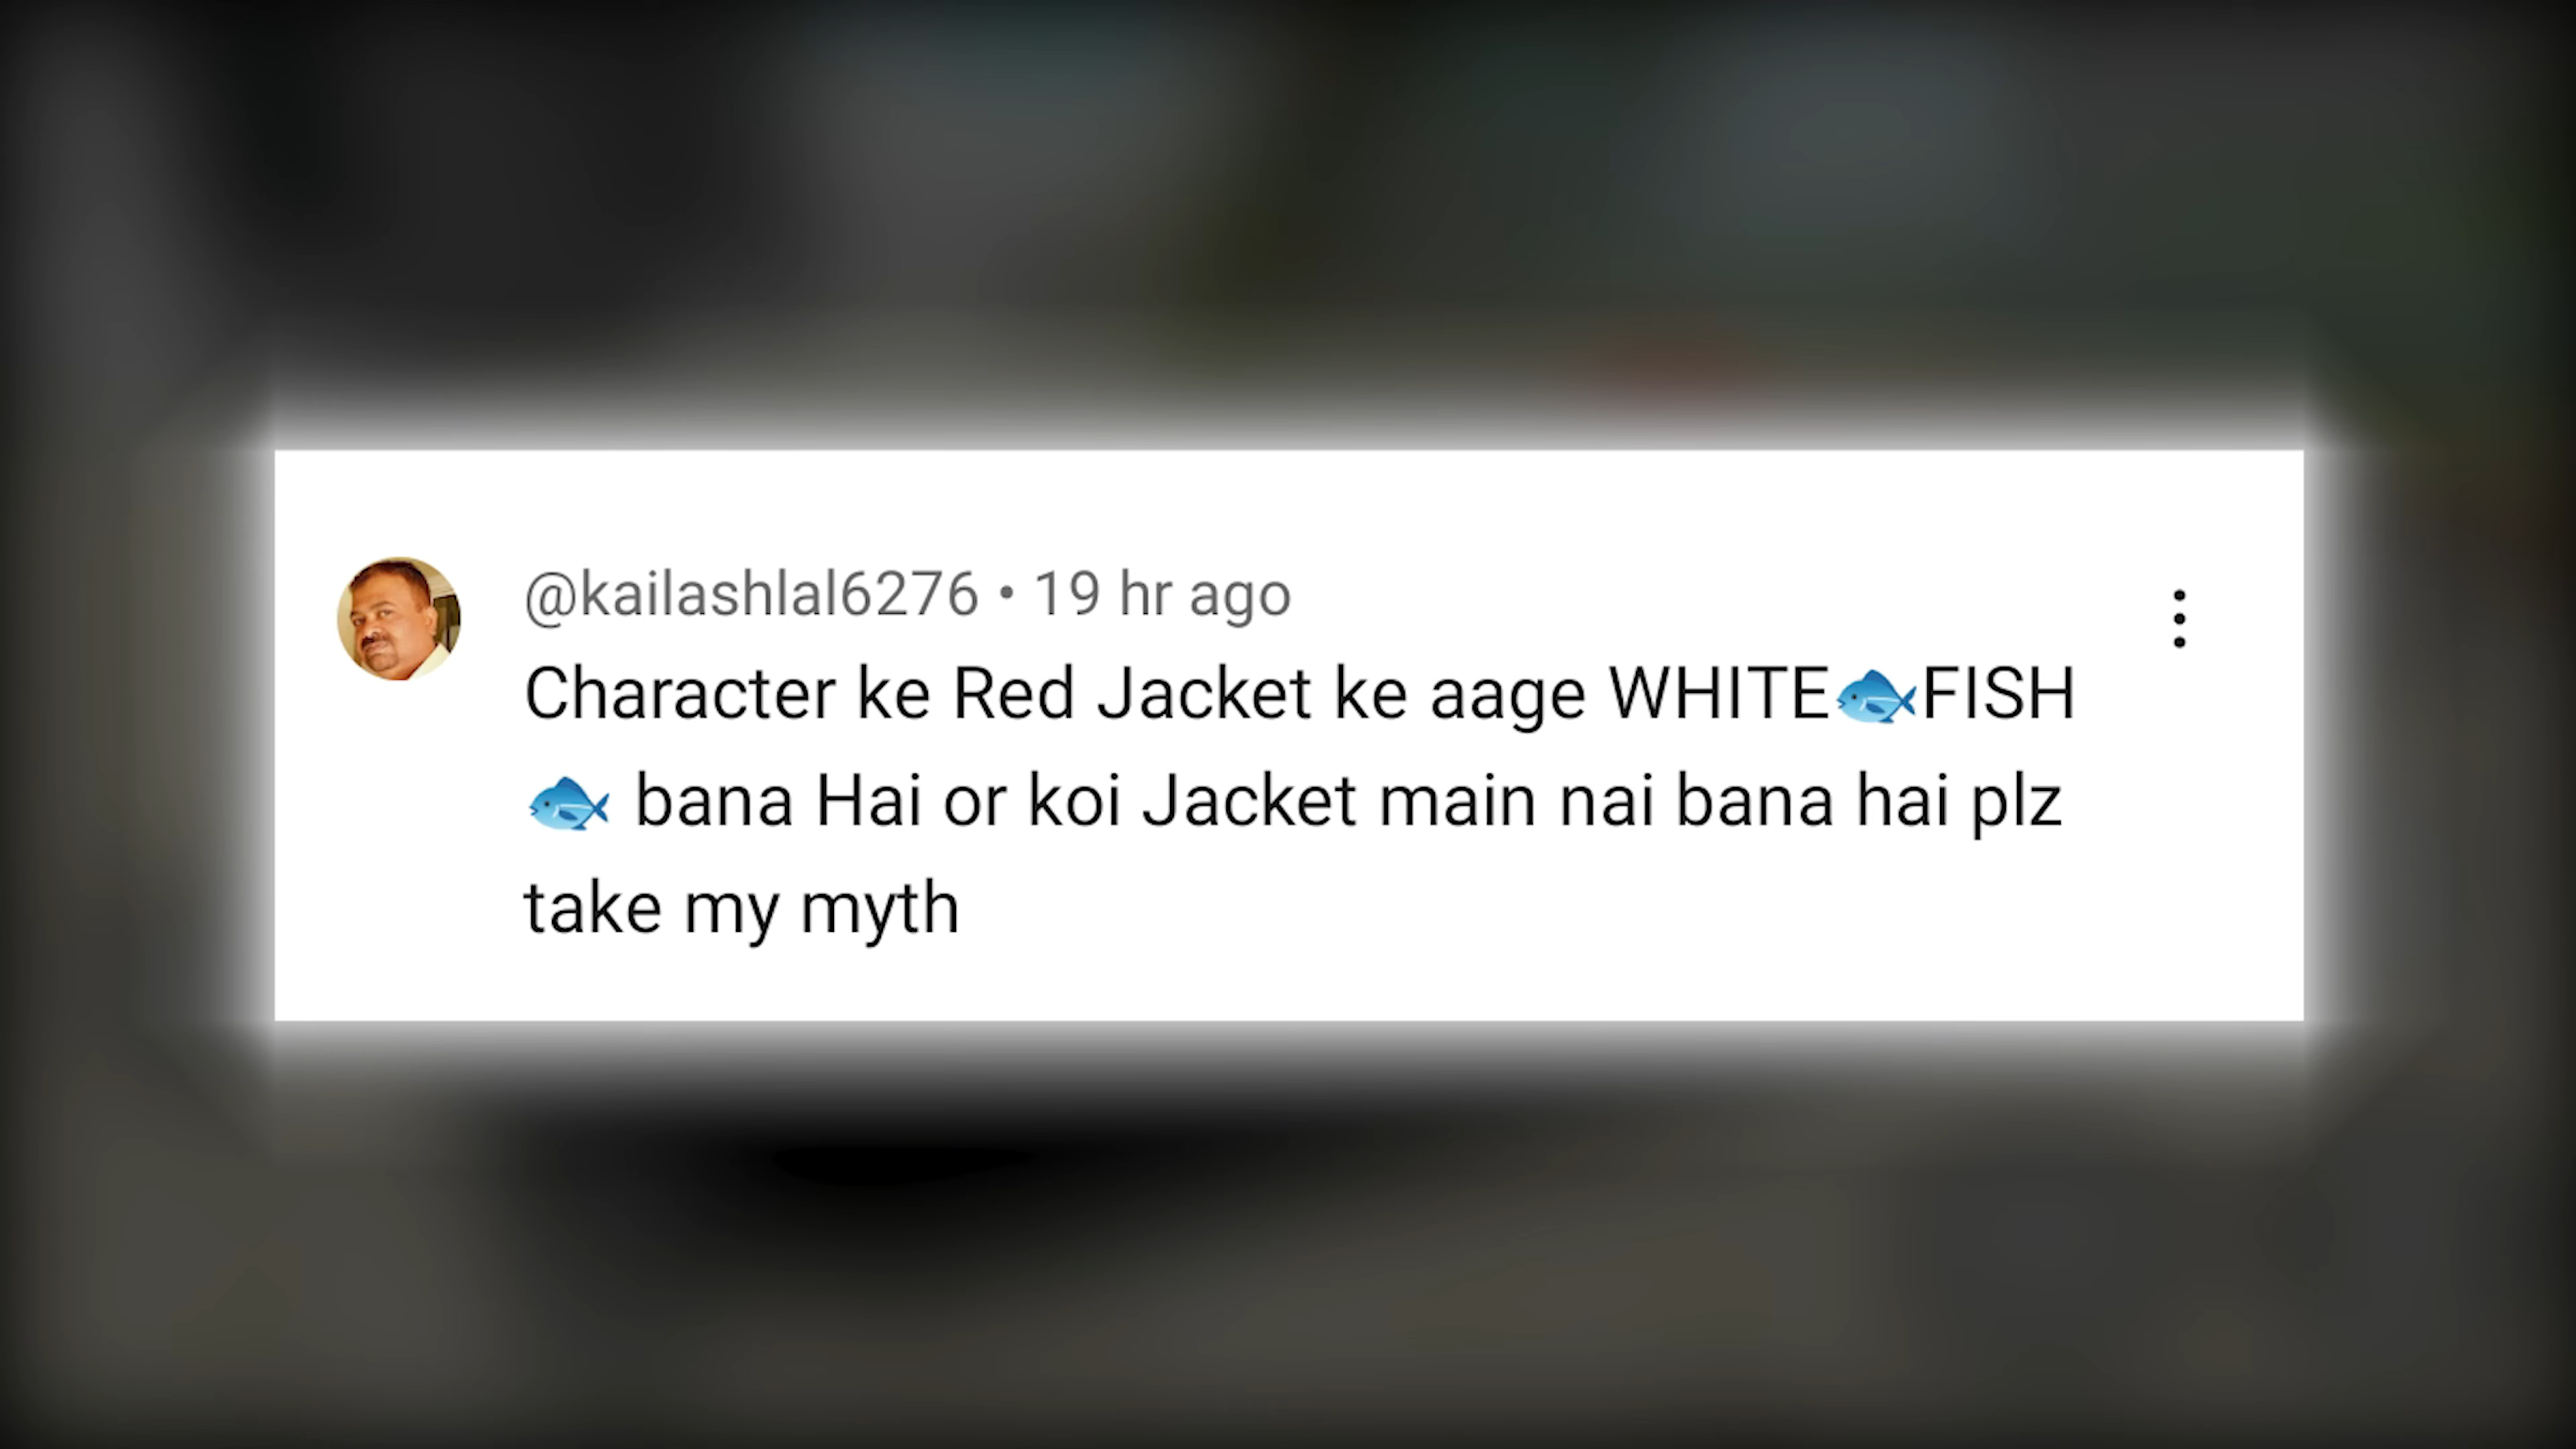 @kailashlal6276 • 19 hr ago
Character ke Red Jacket ke aage WHITE🐟FISH
🐟 bana Hai or koi Jacket main nai bana hai plz
take my myth